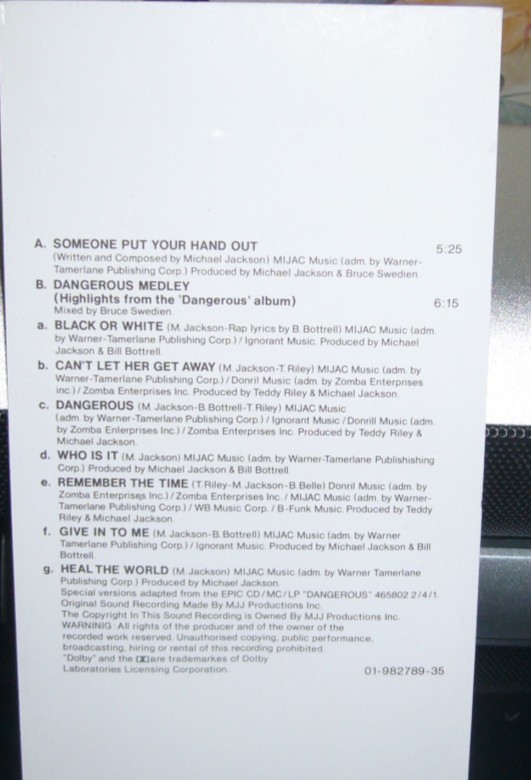 A. SOMEONE PUT YOUR HAND OUT 5:25
(Written and Composed by Michael Jackson) MIJAC Music (adm. by Warner-
Tamerlane Publishing Corp.) Produced by Michael Jackson & Bruce Swedien.
B. DANGEROUS MEDLEY
(Highlights from the 'Dangerous' album) 6:15
Mixed by Bruce Swedien.
a. BLACK OR WHITE (M. Jackson-Rap lyrics by B. Bottrell) MIJAC Music (adm.
by Warner-Tamerlane Publishing Corp.) / Ignorant Music. Produced by Michael
Jackson & Bill Bottrell.
b. CAN'T LET HER GET AWAY (M. Jackson-T. Riley) MIJAC Music (adm. by
Warner-Tamerlane Publishing Corp.) / Donril Music (adm. by Zomba Enterprises
inc.) / Zomba Enterprises Inc. Produced by Teddy Riley & Michael Jackson.
c. DANGEROUS (M. Jackson-B. Bottrell-T. Riley) MIJAC Music
(adm. by Warner-Tamerlane Publishing Corp.) / Ignorant Music / Donrill Music (adm.
by Zomba Enlerprises Inc.) / Zomba Enterprises Inc. Produced by Teddy Riley &
Michael Jackson.
d. WHO IS IT (M. Jackson) MIJAC Music (adm. by Warner-Tamerlane Publishishing
Corp.) Produced by Michael Jackson & Bill Bottrell.
e. REMEMBER THE TIME (T. Riley-M. Jackson-B. Belle) Donril Music (adm. by
Zomba Enterprises Inc.) / Zomba Enterprises Inc. / MIJAC Music (adm. by Warner-
Tamerlane Publishing Corp.) / WB Music Corp. / B-Funk Music. Produced by Teddy
Riley & Michael Jackson.
f. GIVE IN TO ME (M. Jackson-B. Bottrell) MIJAC Music (adm. by Warner
Tamerlane Publishing Corp.) / Ignorant Music. Produced by Michael Jackson & Bill
Bottrell.
g. HEAL THE WORLD (M. Jackson) MIJAC Music (adm. by Warner Tamerlane
Publishing Corp.) Produced by Michael Jackson.
Special versions adapted from the EPIC CD/MC/LP "DANGEROUS" 465802 2/4/1.
Original Sound Recording Made By MJJ Productions Inc.
The Copyright In This Sound Recording is Owned By MJJ Productions Inc.
WARNINIG: All rights of the producer and of the owner of the
recorded work reserved. Unauthorised copying, public performance,
broadcasting, hiring or rental of this recording prohibited.
"Dolby" and the are trademarkes of Dolby
Laboratories Licensing Corporation. 01-982789-35